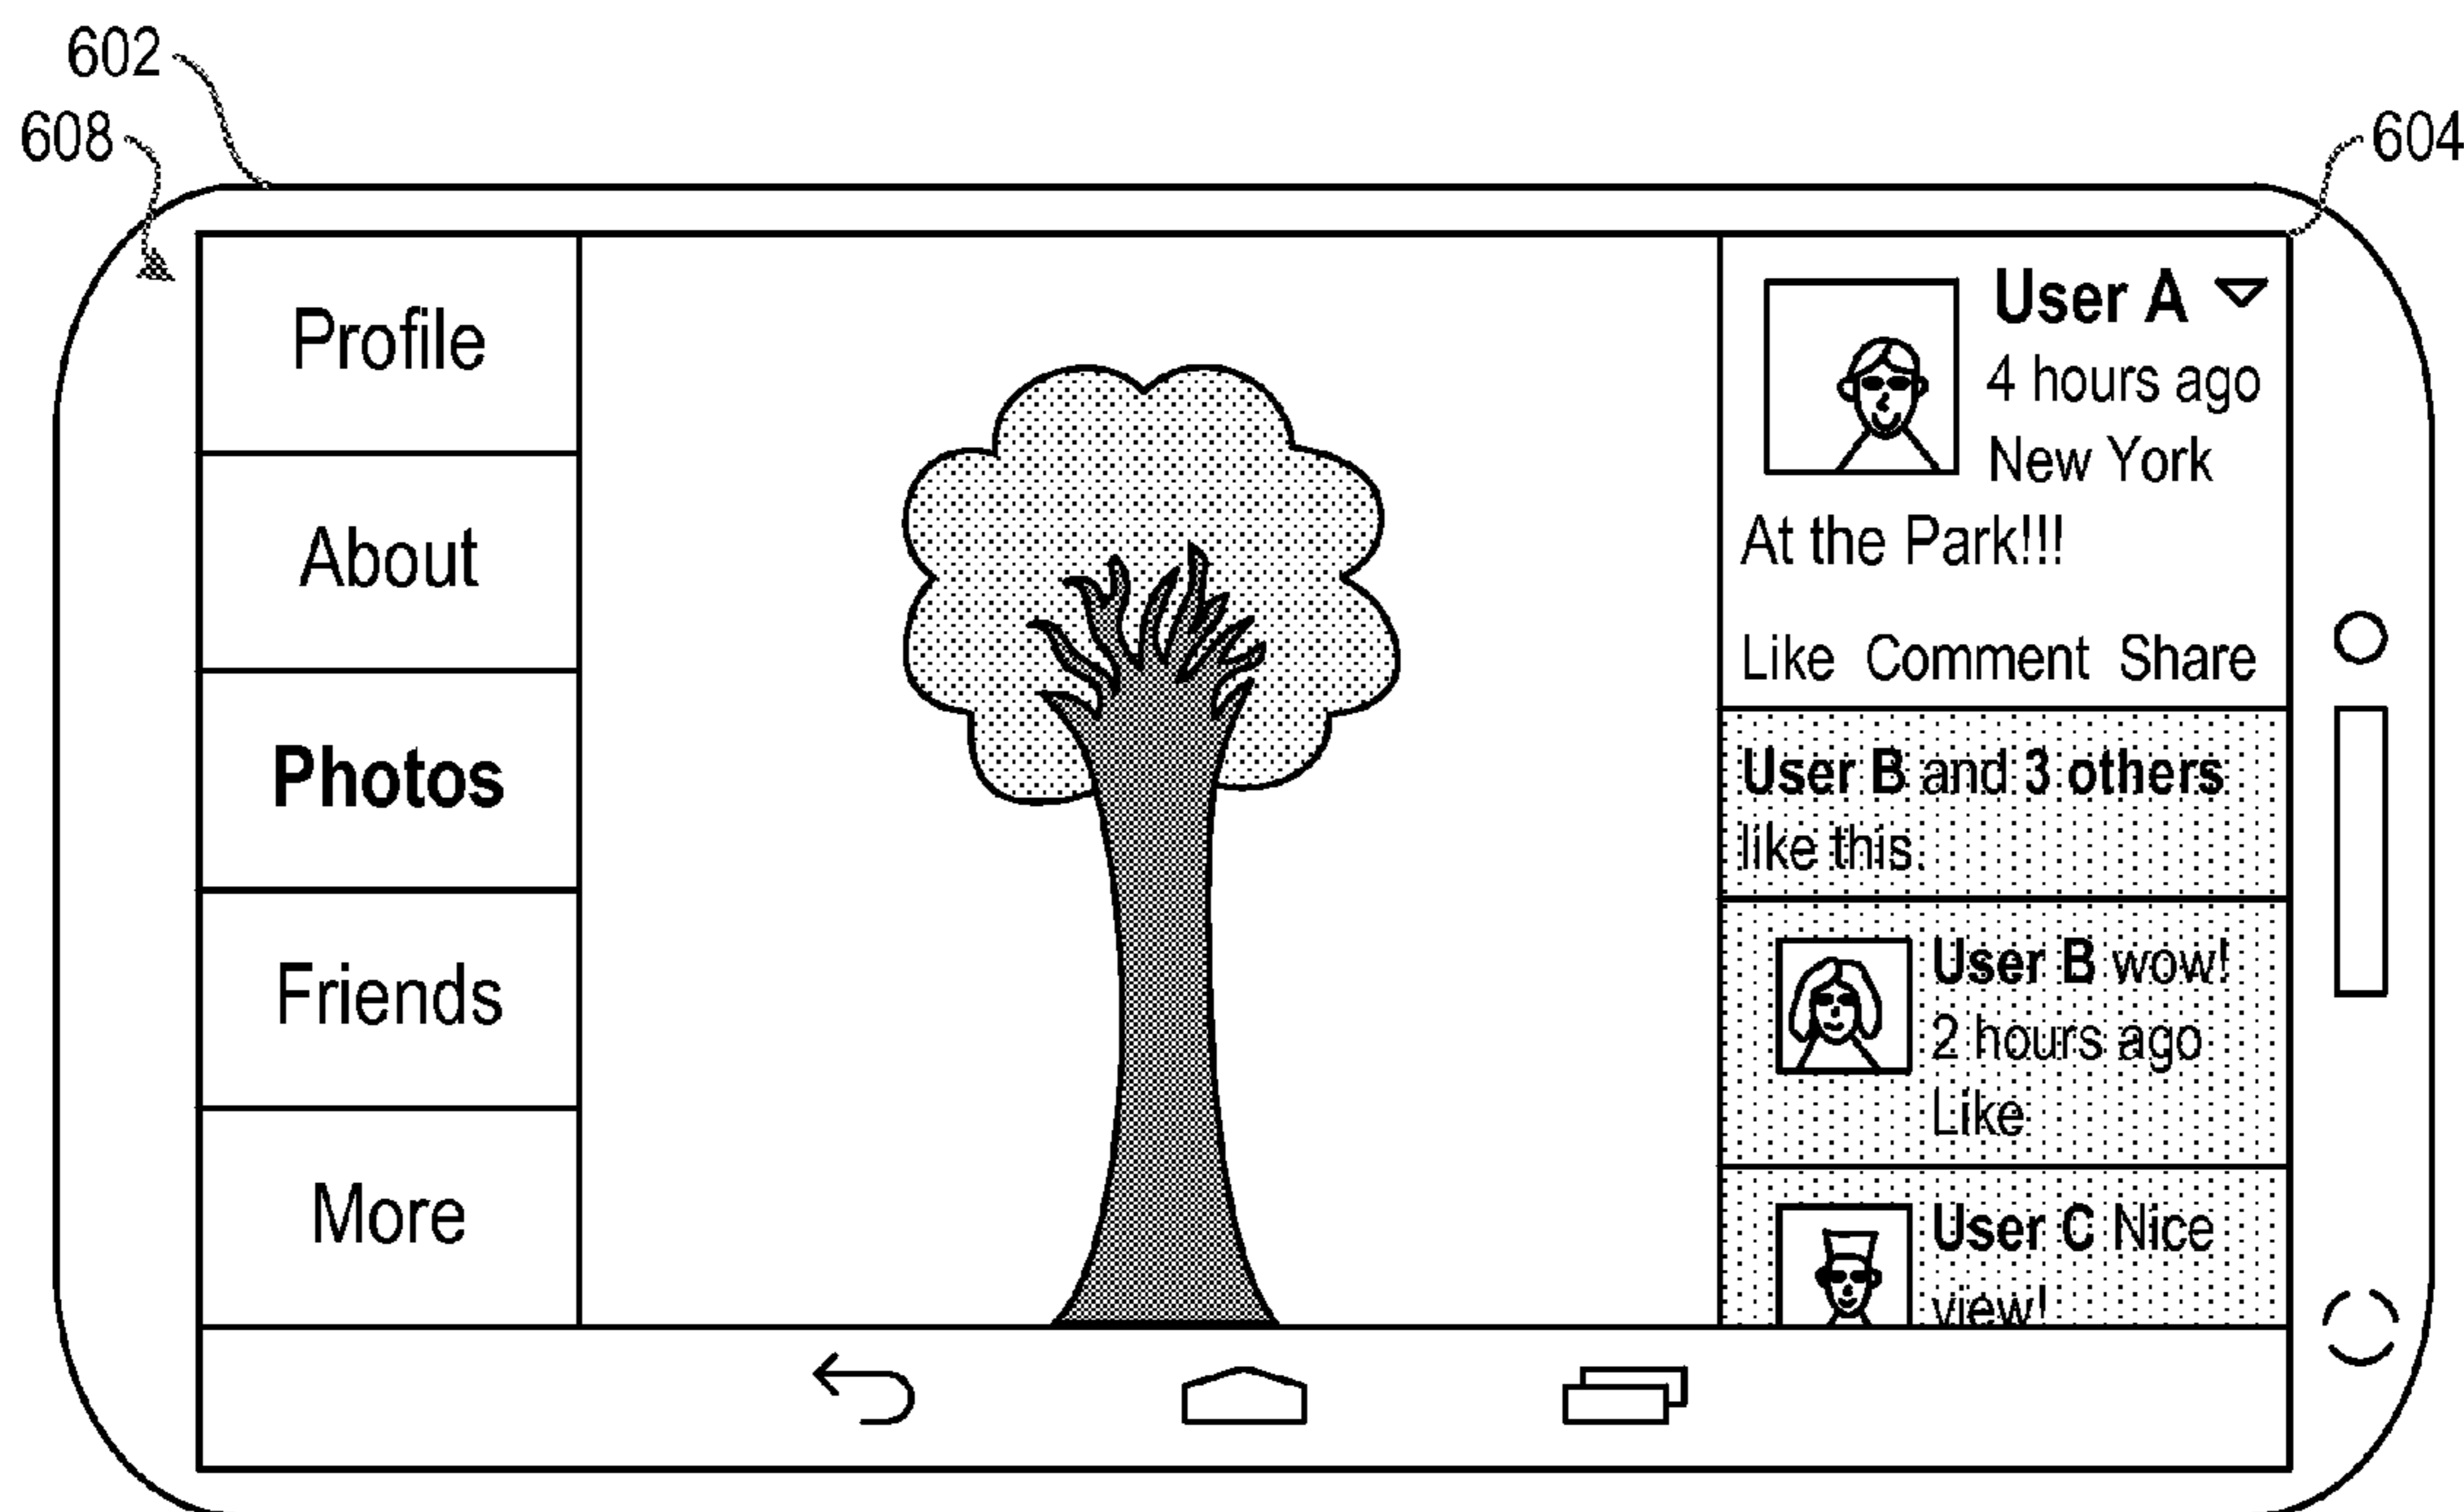 602
608
604
Profile
About
Photos
Friends
More
User A
4 hours ago
New York
At the Park!!!
Like Comment Share
User B and 3 others
like this.
User B wow!
2 hours ago
Like
User C Nice
view!